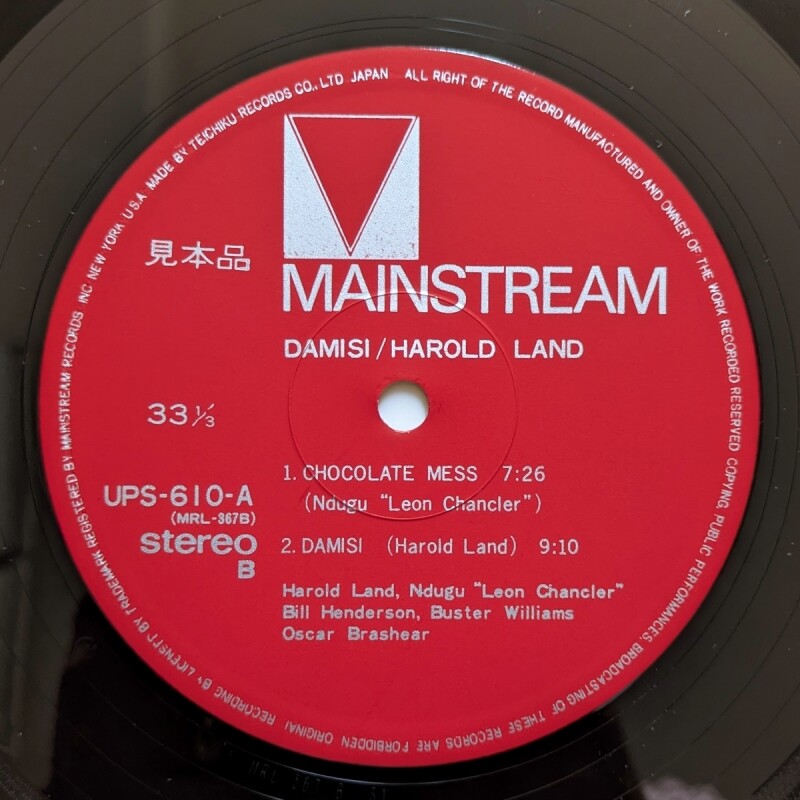 TRADEMARK REGISTERED BY MAINSTREAM RECORDS INC NEW YORK U.S.A. MADE BY TEICHIKU RECORDS CO., LTD JAPAN
ALL RIGHT OF THE RECORD MANUFACTURED AND OWNER OF THE WORK RECORDED RESERVED COPYING, PUBLIC PERFORMANCES, BROADCASTING OF THESE RECORDS ARE FORBIDDEN ORIGINAL RECORDING BY LICENSFT BY
見本品
MAINSTREAM
DAMISI/HAROLD LAND
33 1/3
1. CHOCOLATE MESS 7:26
(Ndugu "Leon Chancler")
UPS-610-A
(MRL-367B)
stereo
B
2. DAMISI (Harold Land) 9:10
Harold Land, Ndugu "Leon Chancler"
Bill Henderson, Buster Williams
Oscar Brashear